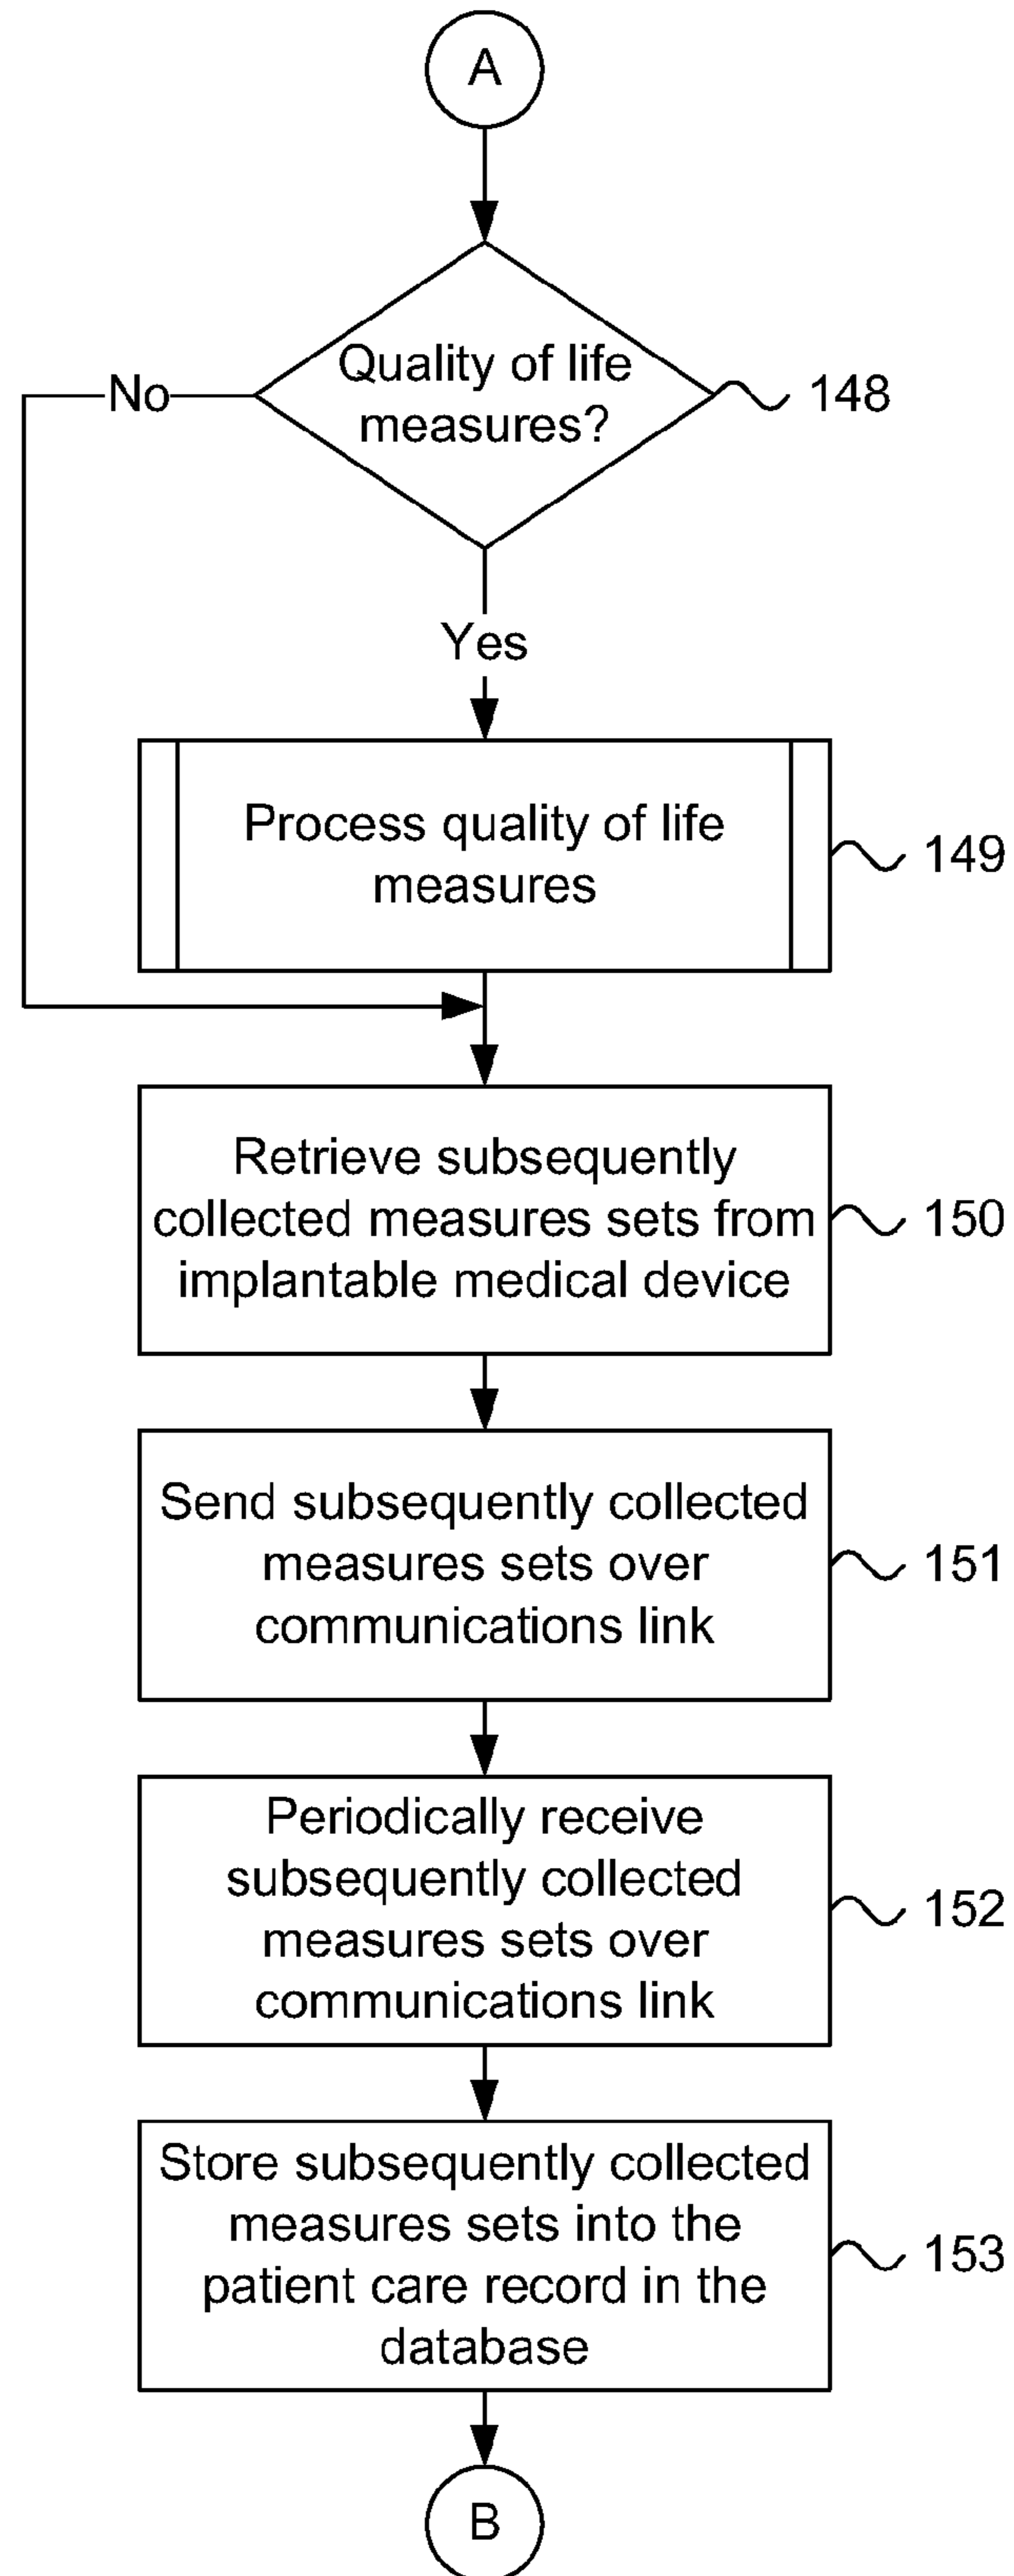 A
Quality of life
measures?
148
No
Yes
Process quality of life
measures
149
Retrieve subsequently
collected measures sets from
implantable medical device
150
Send subsequently collected
measures sets over
communications link
151
Periodically receive
subsequently collected
measures sets over
communications link
152
Store subsequently collected
measures sets into the
patient care record in the
database
153
B